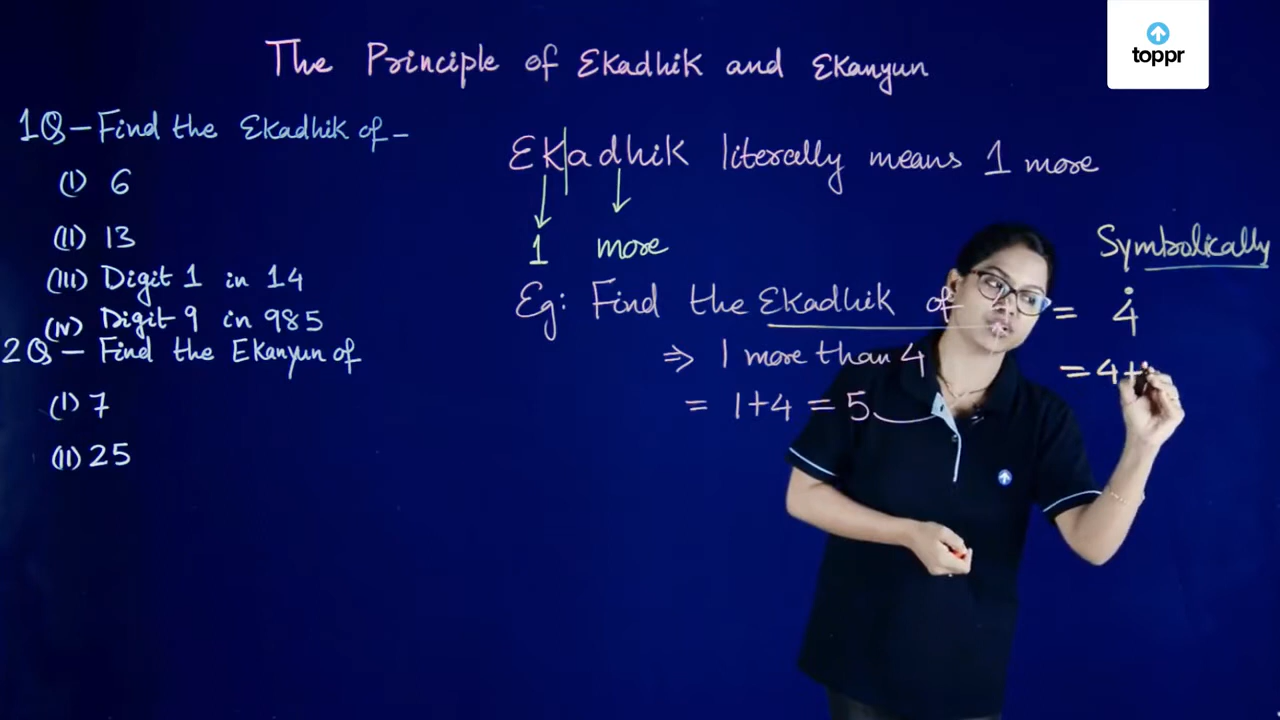 toppr
The Principle of Ekadhik and Ekanyun
1Q – Find the Ekadhik of –
(I) 6
(II) 13
(III) Digit 1 in 14
(IV) Digit 9 in 985
2Q – Find the Ekanyun of
(I) 7
(II) 25
Ekadhik literally means 1 more
1 more
Symbolically
Eg: Find the Ekadhik of = 4̇
⇒ 1 more than 4
= 4+
= 1+4 = 5